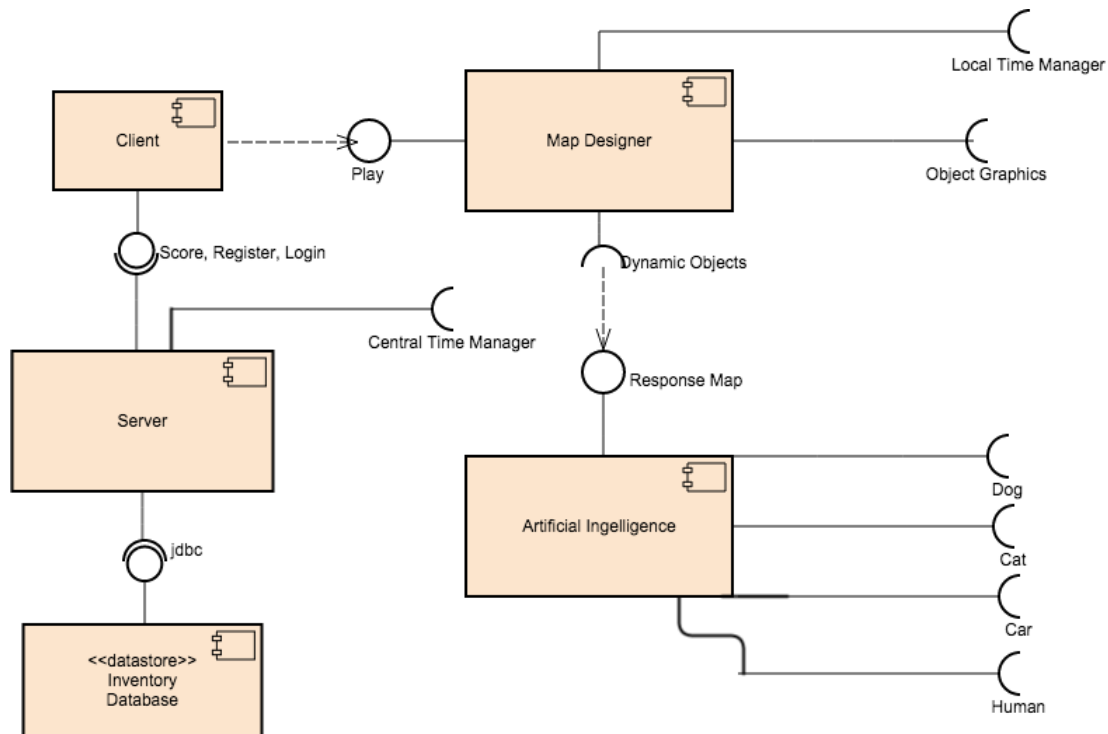 Local Time Manager
Client
Map Designer
Play
Object Graphics
Score, Register, Login
Dynamic Objects
Central Time Manager
Response Map
Server
Dog
Artificial Ingelligence
jdbc
Cat
Car
<<datastore>>
Inventory
Database
Human